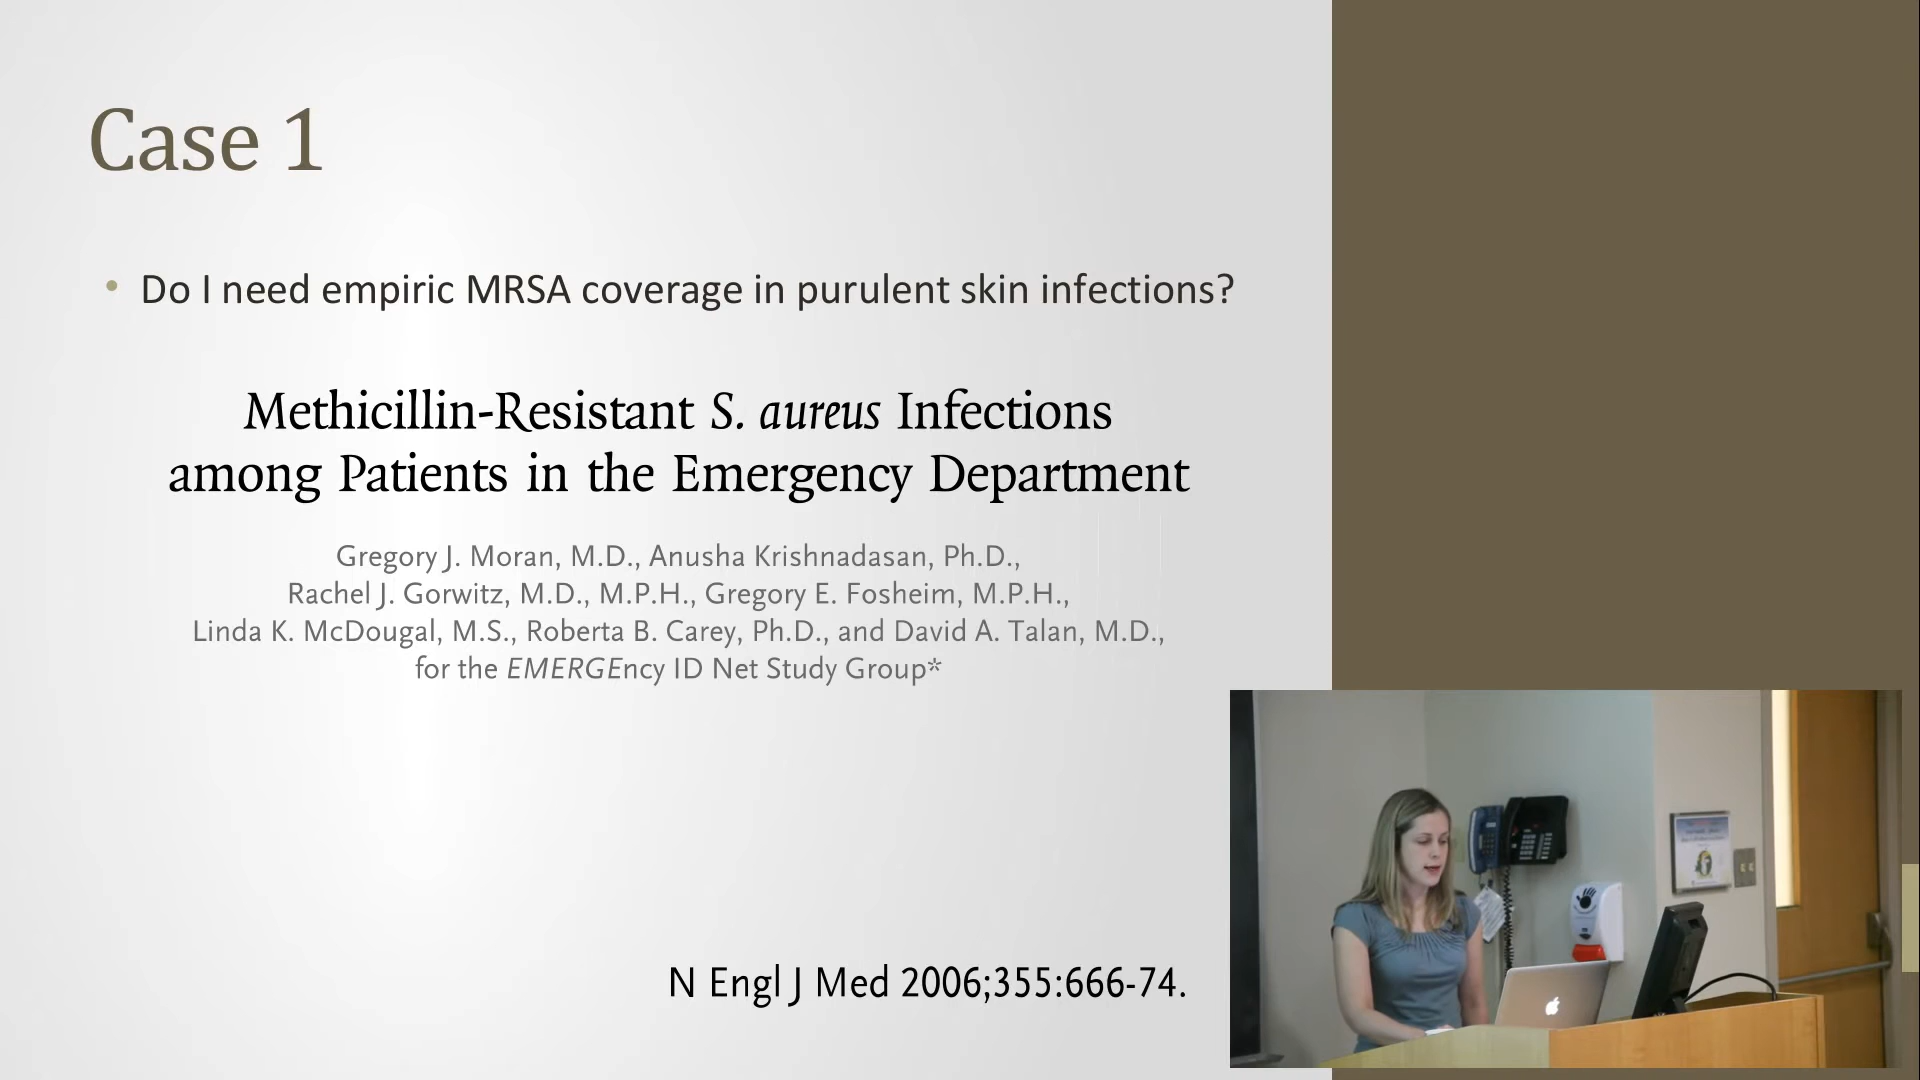 Case 1
• Do I need empiric MRSA coverage in purulent skin infections?
Methicillin-Resistant S. aureus Infections
among Patients in the Emergency Department
Gregory J. Moran, M.D., Anusha Krishnadasan, Ph.D.,
Rachel J. Gorwitz, M.D., M.P.H., Gregory E. Fosheim, M.P.H.,
Linda K. McDougal, M.S., Roberta B. Carey, Ph.D., and David A. Talan, M.D.,
for the EMERGEncy ID Net Study Group*
N Engl J Med 2006;355:666-74.